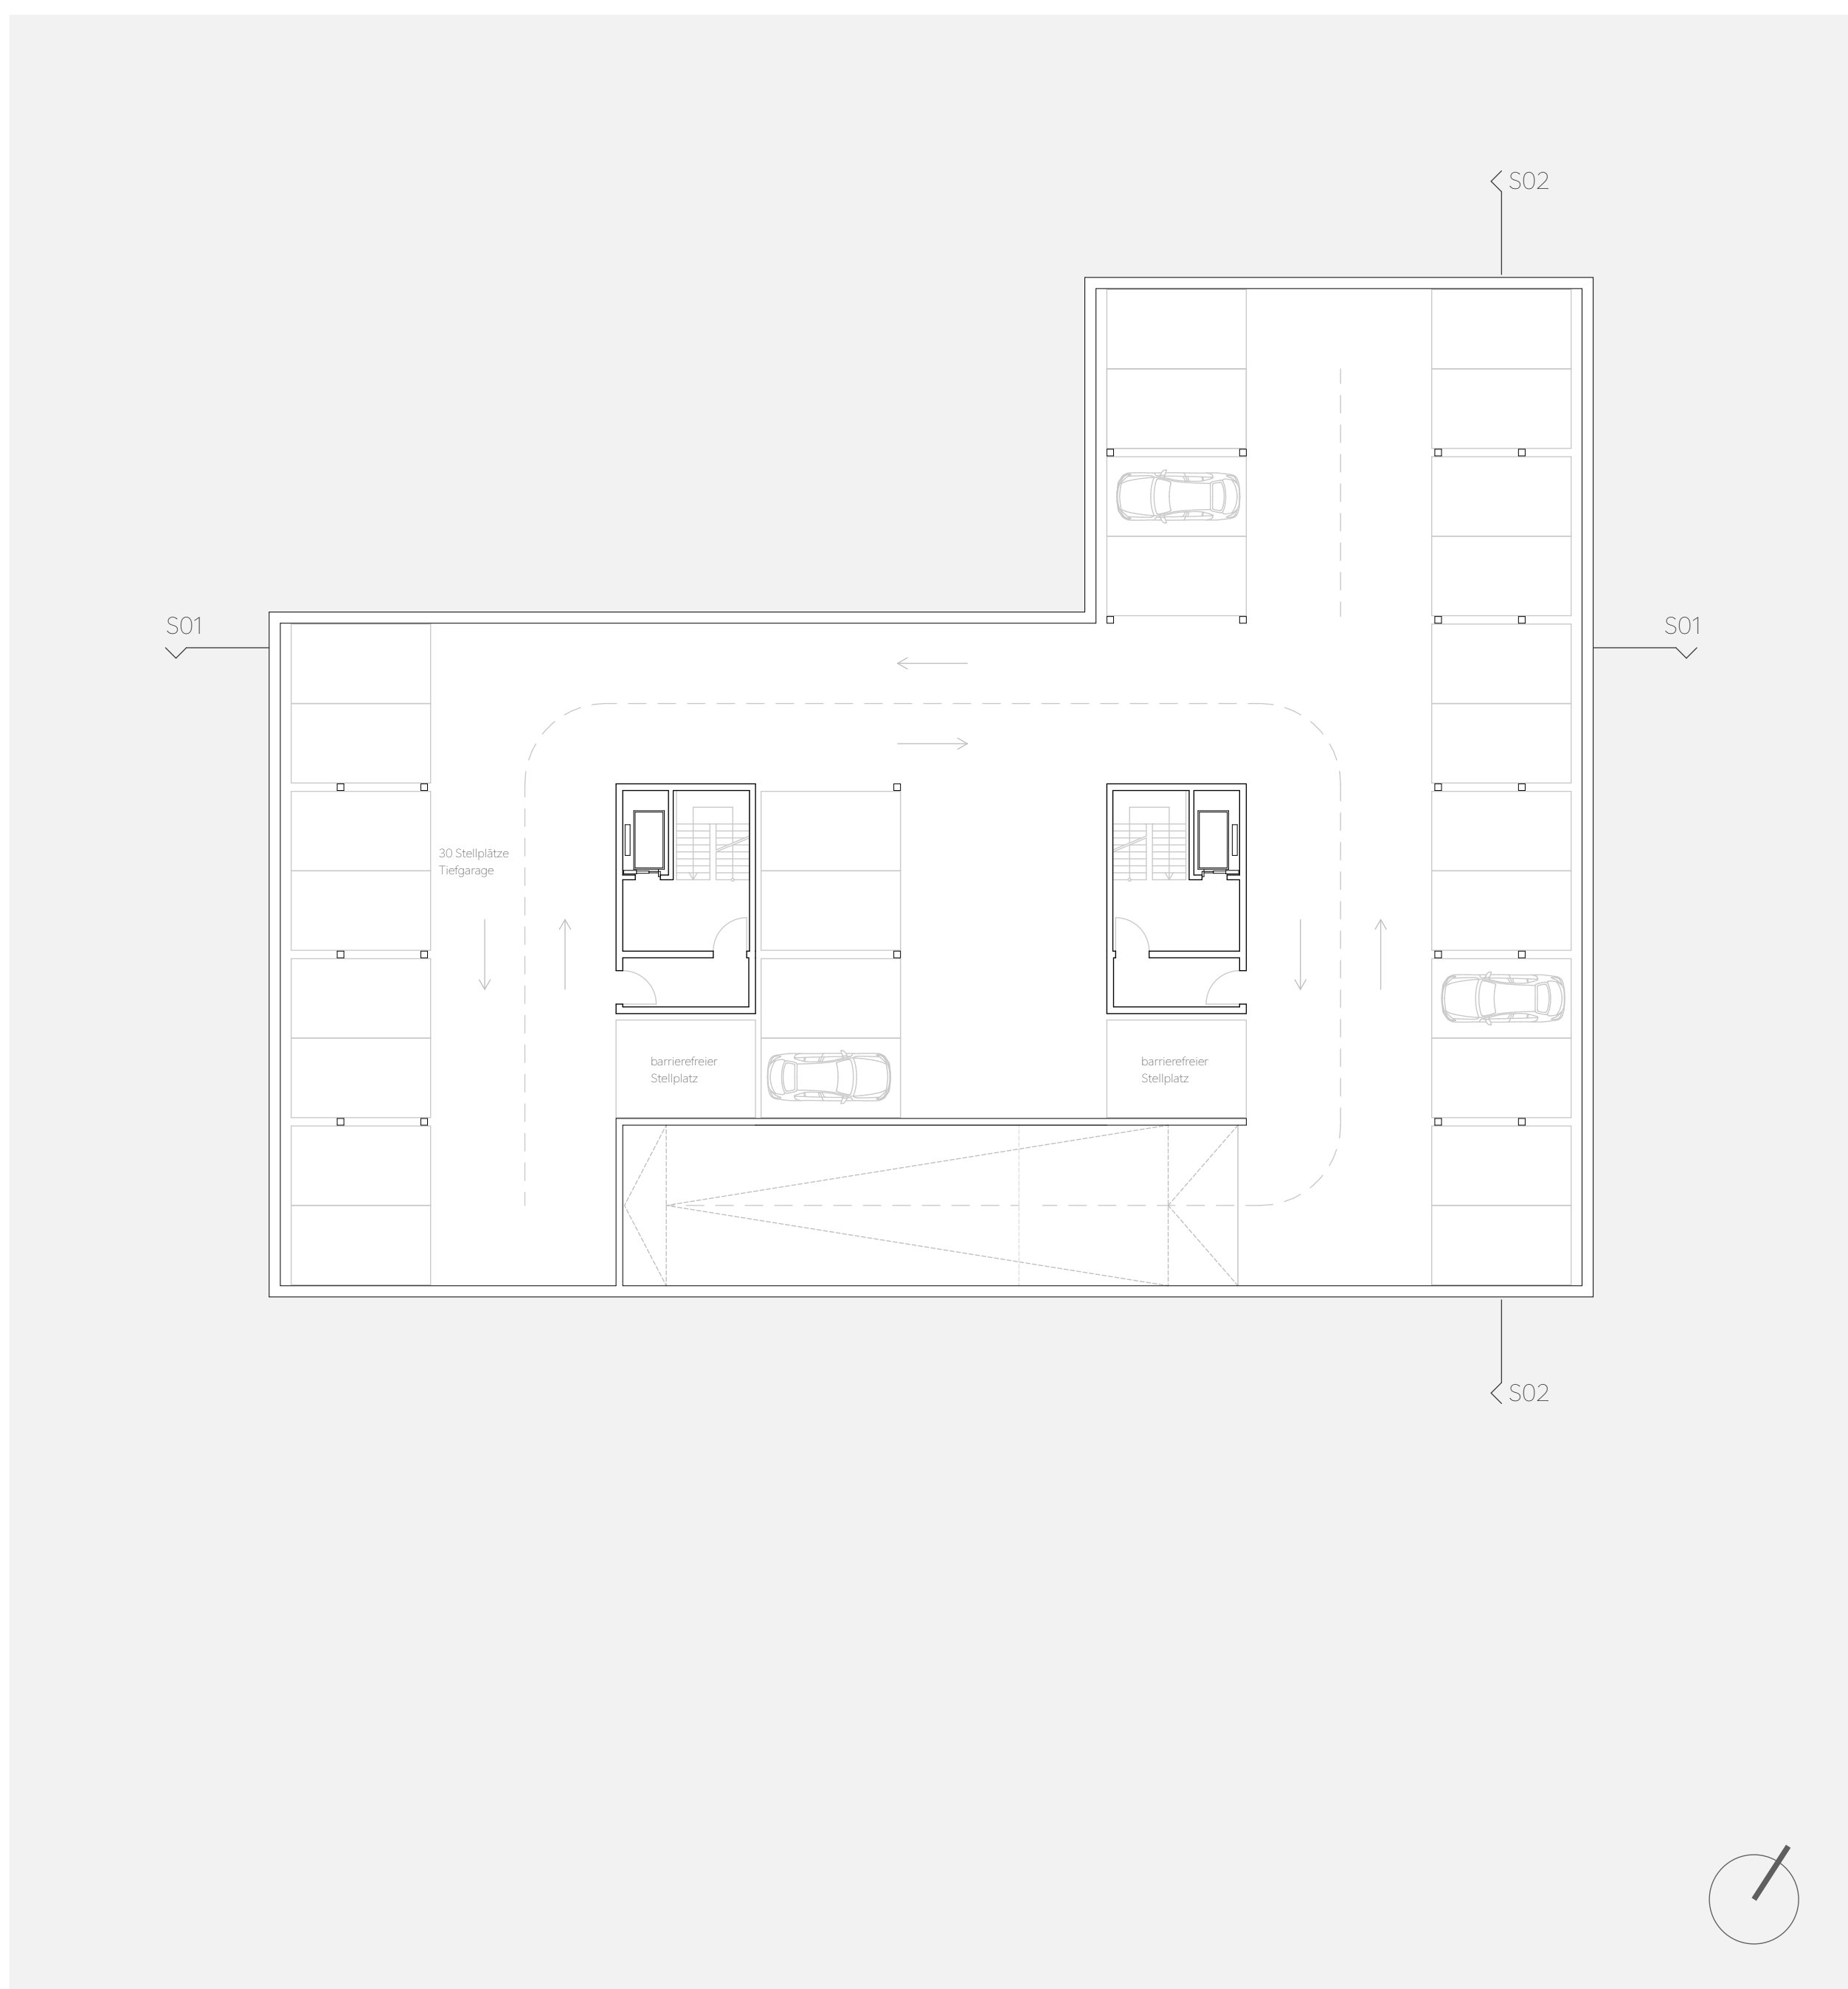 S02
S01
S01
30 Stellplätze
Tiefgarage
barrierefreier
Stellplatz
barrierefreier
Stellplatz
S02